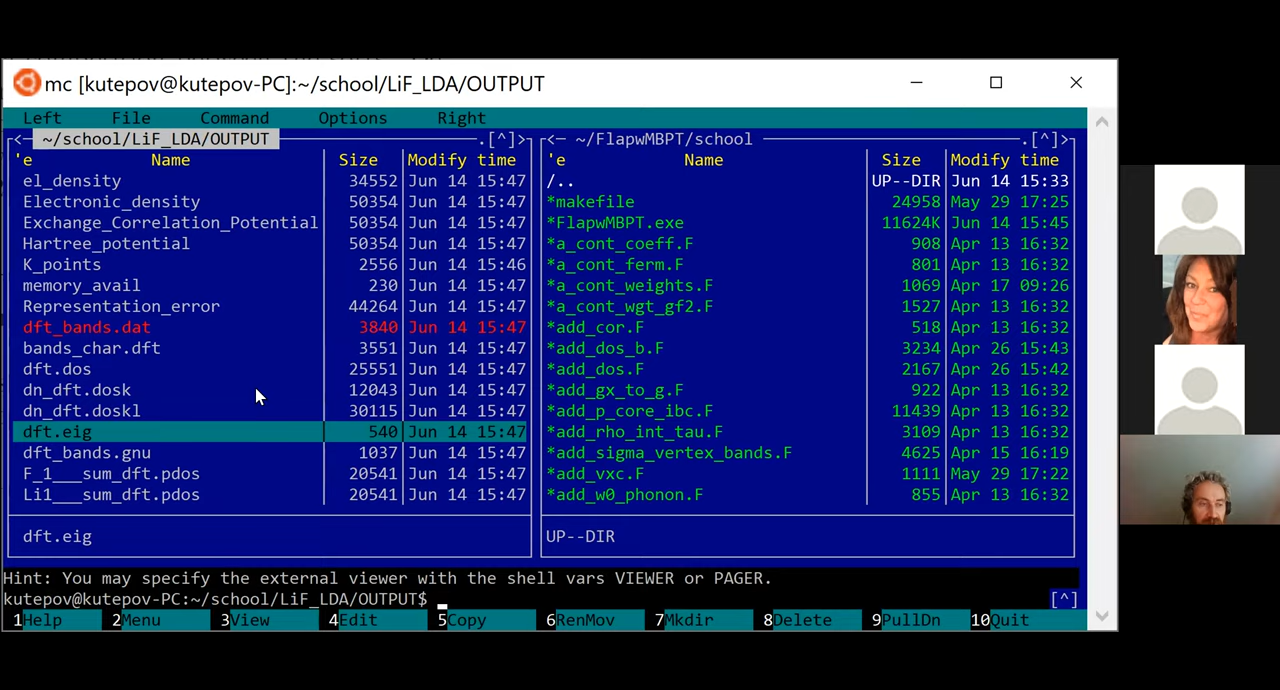 mc [kutepov@kutepov-PC]:~/school/LiF_LDA/OUTPUT
Left File Command Options Right
<─ ~/school/LiF_LDA/OUTPUT .[^]>
'e Name Size Modify time
el_density 34552 Jun 14 15:47
Electronic_density 50354 Jun 14 15:47
Exchange_Correlation_Potential 50354 Jun 14 15:47
Hartree_potential 50354 Jun 14 15:47
K_points 2556 Jun 14 15:46
memory_avail 230 Jun 14 15:47
Representation_error 44264 Jun 14 15:47
dft_bands.dat 3840 Jun 14 15:47
bands_char.dft 3551 Jun 14 15:47
dft.dos 25551 Jun 14 15:47
dn_dft.dosk 12043 Jun 14 15:47
dn_dft.doskl 30115 Jun 14 15:47
dft.eig 540 Jun 14 15:47
dft_bands.gnu 1037 Jun 14 15:47
F_1___sum_dft.pdos 20541 Jun 14 15:47
Li1___sum_dft.pdos 20541 Jun 14 15:47
dft.eig
<─ ~/FlapwMBPT/school .[^]>
'e Name Size Modify time
/.. UP--DIR Jun 14 15:33
*makefile 24958 May 29 17:25
*FlapwMBPT.exe 11624K Jun 14 15:45
*a_cont_coeff.F 908 Apr 13 16:32
*a_cont_ferm.F 801 Apr 13 16:32
*a_cont_weights.F 1069 Apr 17 09:26
*a_cont_wgt_gf2.F 1527 Apr 13 16:32
*add_cor.F 518 Apr 13 16:32
*add_dos_b.F 3234 Apr 26 15:43
*add_dos.F 2167 Apr 26 15:42
*add_gx_to_g.F 922 Apr 13 16:32
*add_p_core_ibc.F 11439 Apr 13 16:32
*add_rho_int_tau.F 3109 Apr 13 16:32
*add_sigma_vertex_bands.F 4625 Apr 15 16:19
*add_vxc.F 1111 May 29 17:22
*add_w0_phonon.F 855 Apr 13 16:32
UP--DIR
Hint: You may specify the external viewer with the shell vars VIEWER or PAGER.
kutepov@kutepov-PC:~/school/LiF_LDA/OUTPUT$ [^]
1Help 2Menu 3View 4Edit 5Copy 6RenMov 7Mkdir 8Delete 9PullDn 10Quit